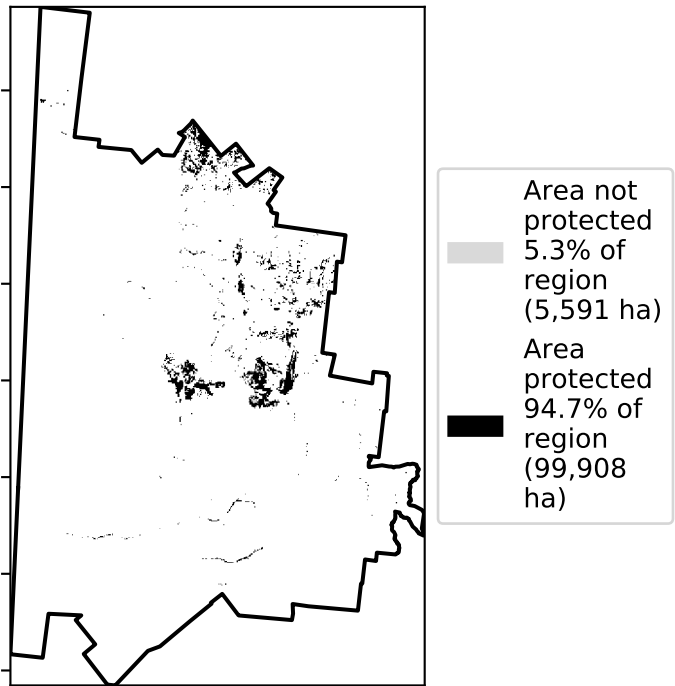 Area not
protected
5.3% of
region
(5,591 ha)
Area
protected
94.7% of
region
(99,908
ha)